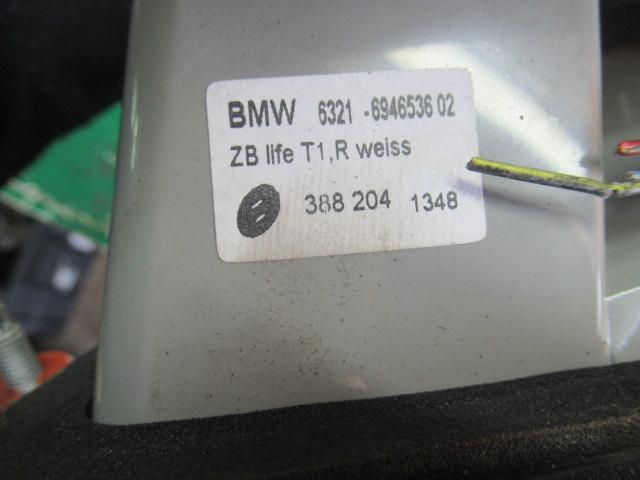 BMW 6321 -6946536 02
ZB life T1,R weiss
388 204 1348